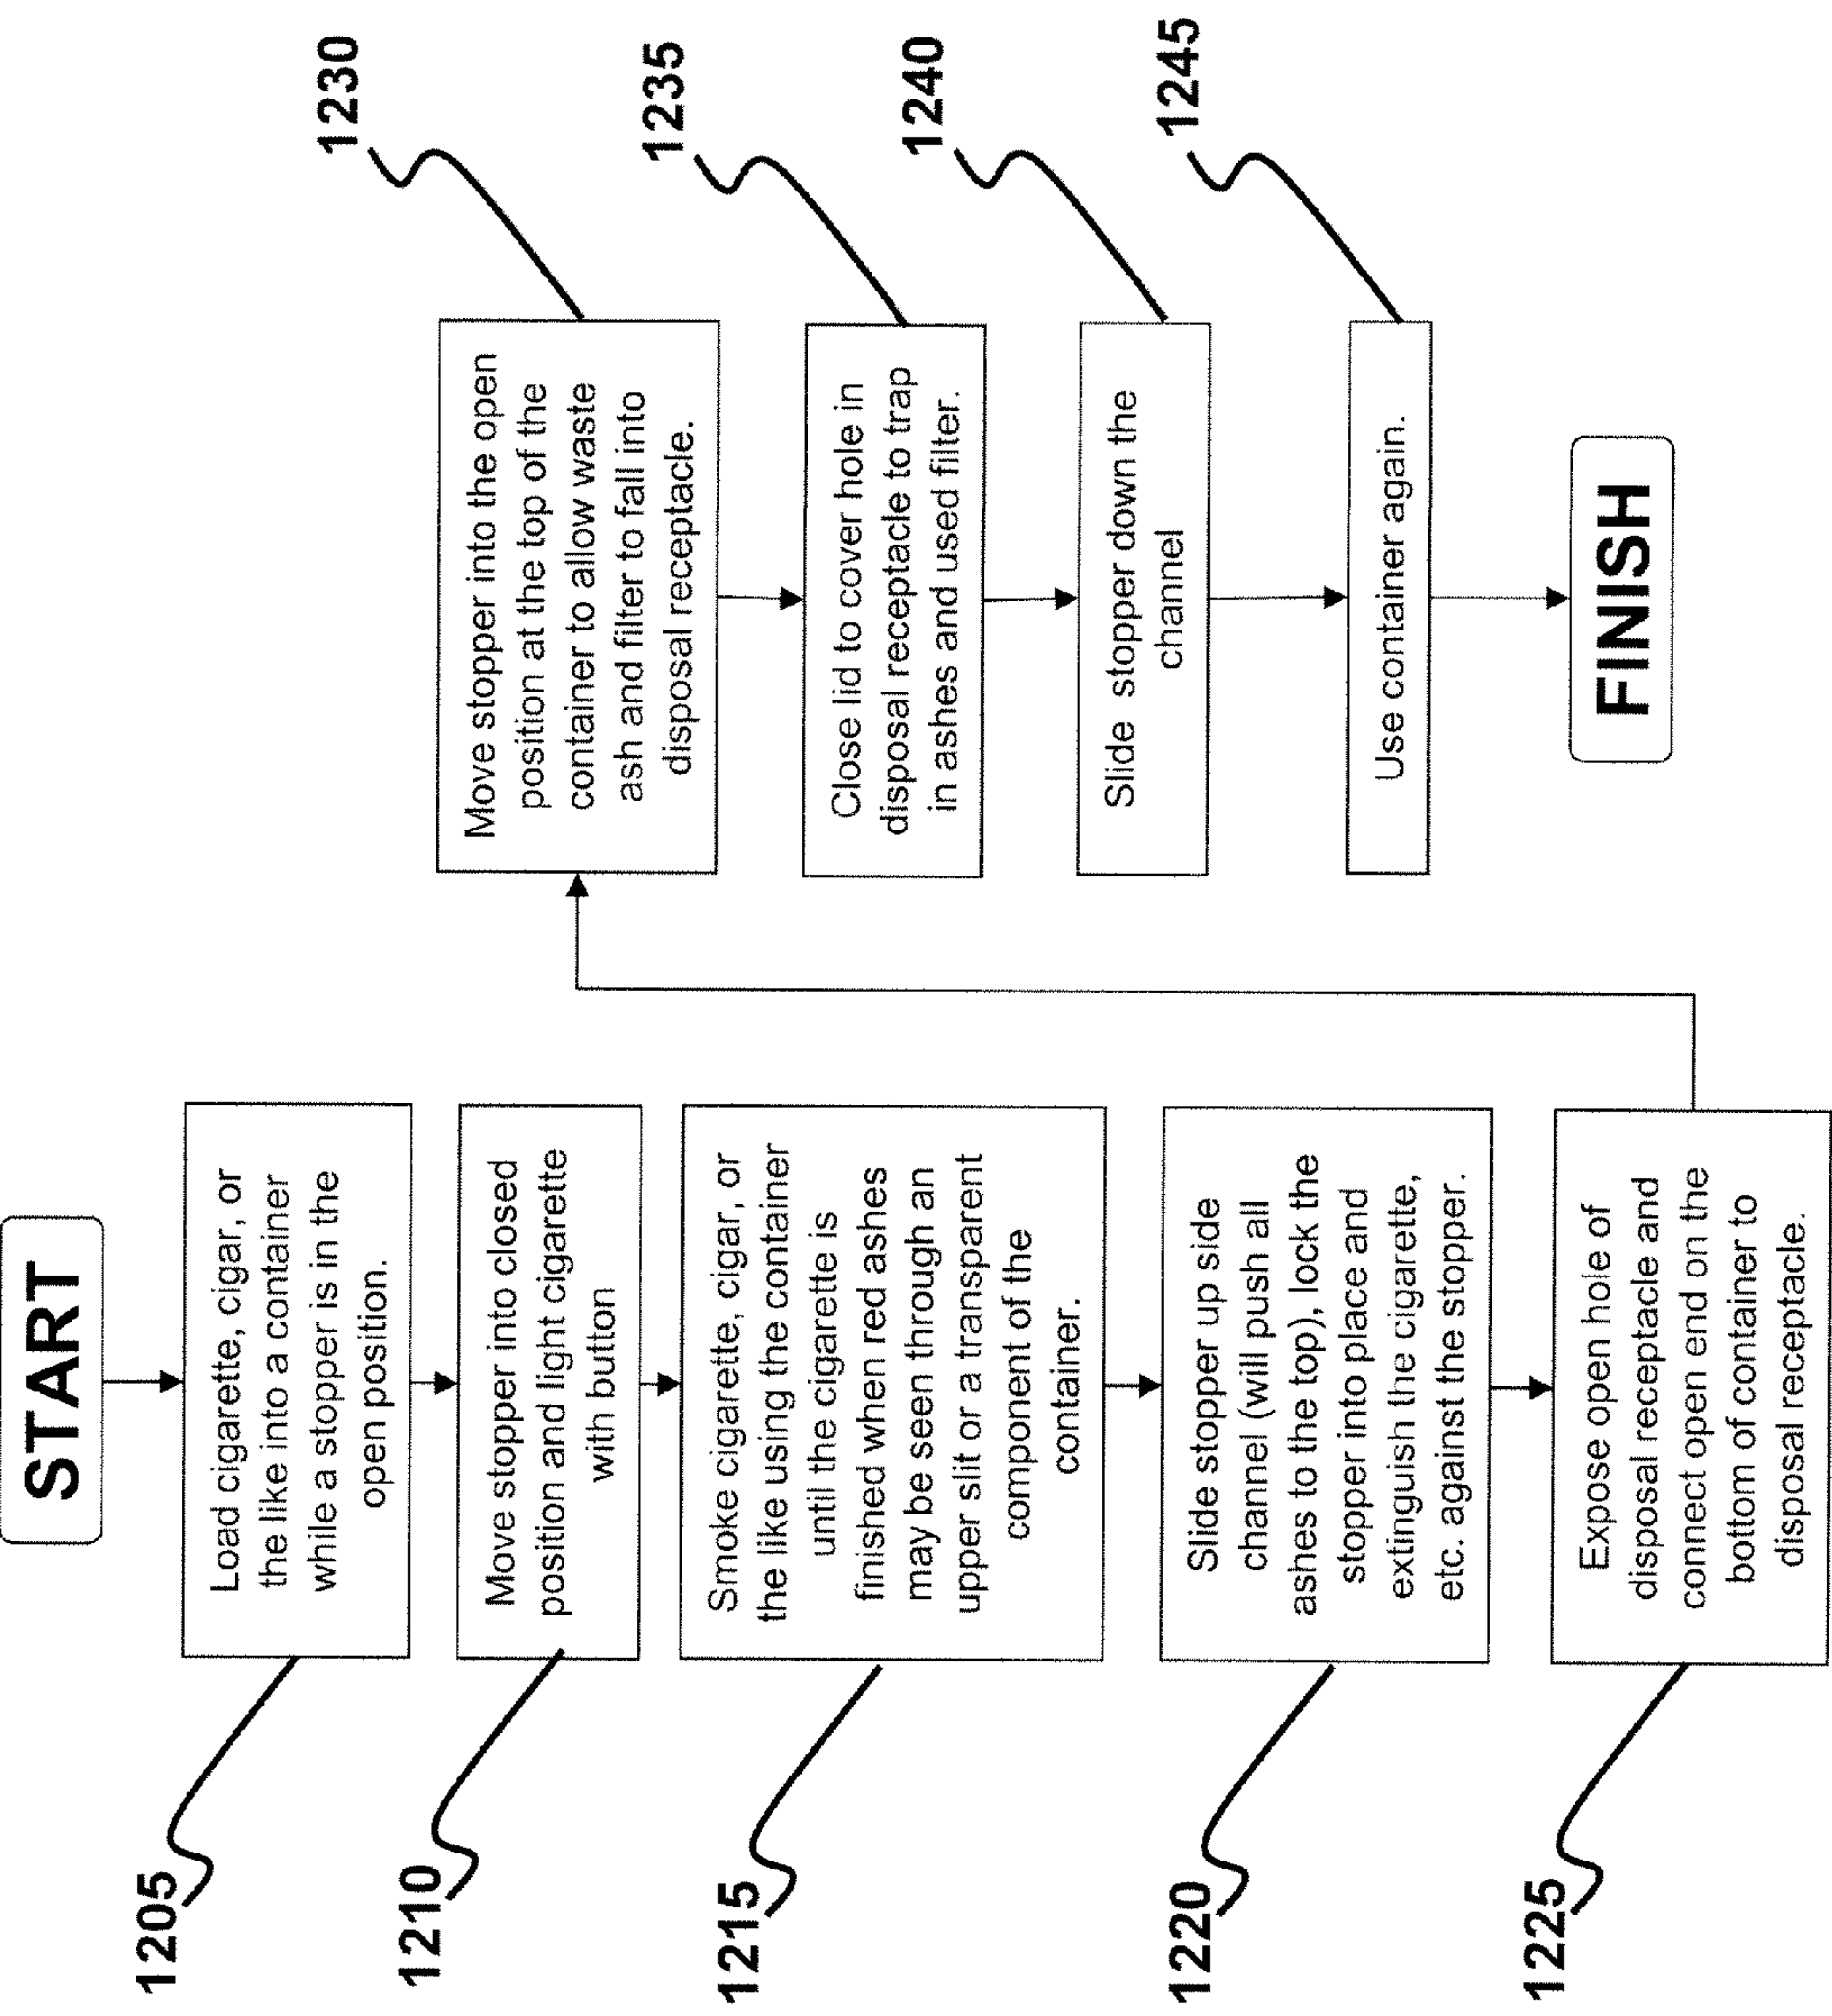 START
1205
Load cigarette, cigar, or
the like into a container
while a stopper is in the
open position.
1210
Move stopper into closed
position and light cigarette
with button
1215
Smoke cigarette, cigar, or
the like using the container
until the cigarette is
finished when red ashes
may be seen through an
upper slit or a transparent
component of the
container.
1220
Slide stopper up side
channel (will push all
ashes to the top), lock the
stopper into place and
extinguish the cigarette,
etc. against the stopper.
1225
Expose open hole of
disposal receptacle and
connect open end on the
bottom of container to
disposal receptacle.
1230
Move stopper into the open
position at the top of the
container to allow waste
ash and filter to fall into
disposal receptacle.
1235
Close lid to cover hole in
disposal receptacle to trap
in ashes and used filter.
1240
Slide stopper down the
channel
1245
Use container again.
FINISH